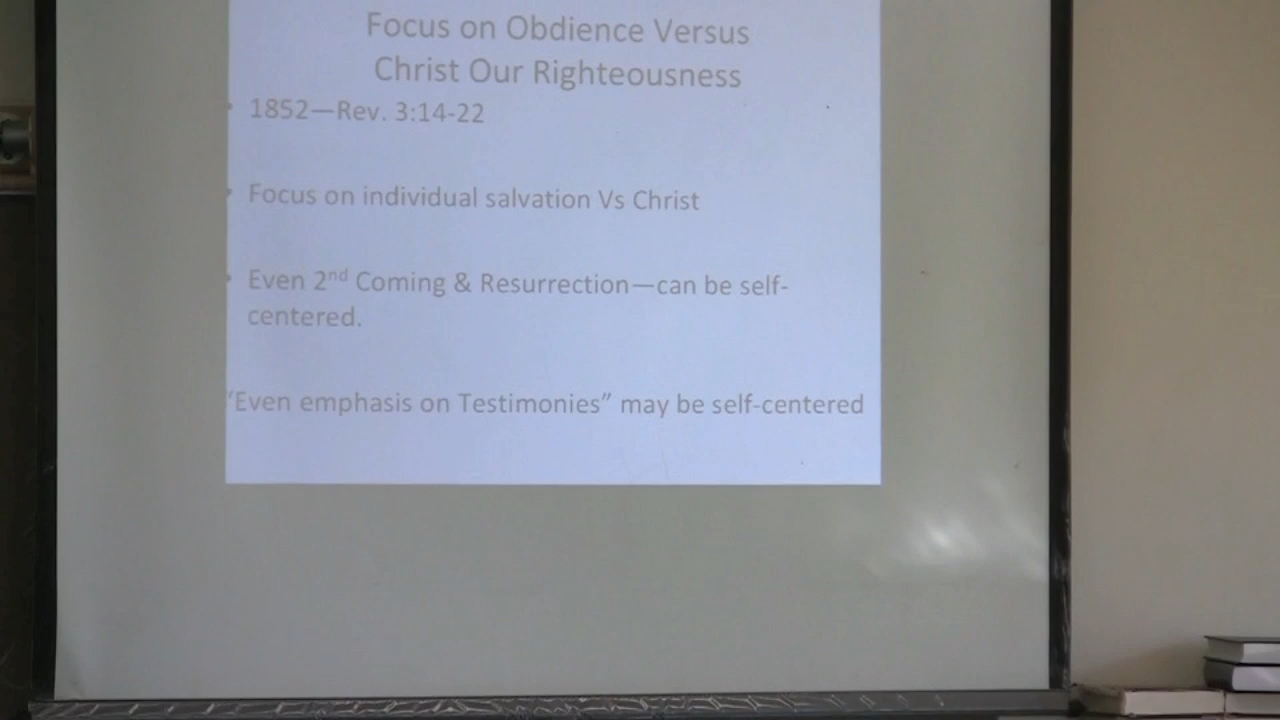 Focus on Obdience Versus
Christ Our Righteousness
• 1852—Rev. 3:14-22
• Focus on individual salvation Vs Christ
• Even 2nd Coming & Resurrection—can be self-
centered.
“Even emphasis on Testimonies” may be self-centered